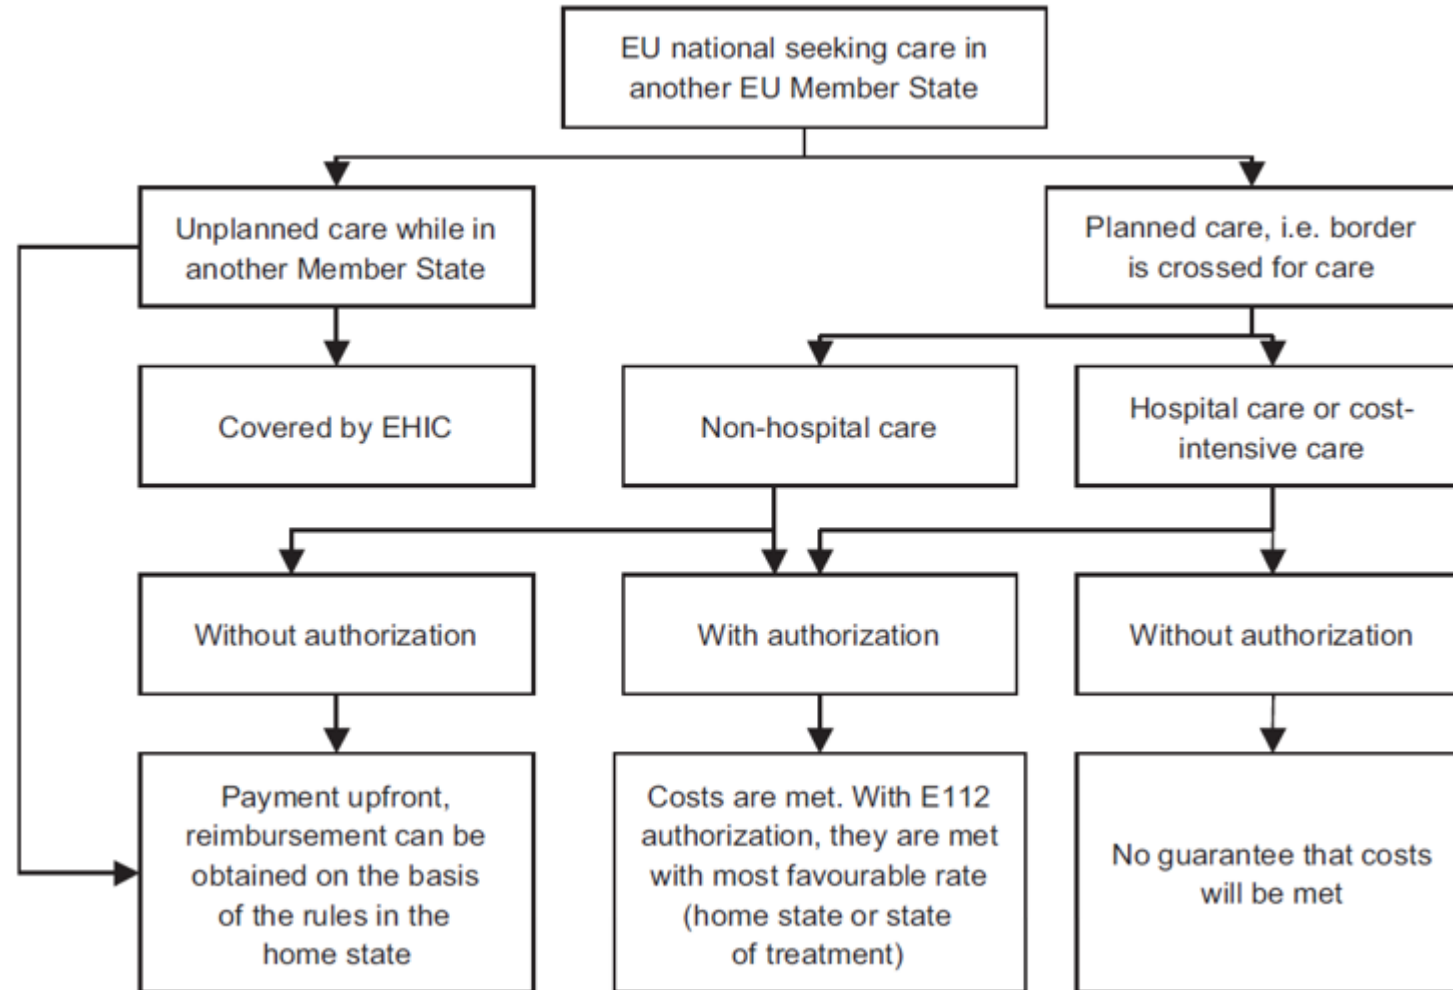 EU national seeking care in
another EU Member State
Unplanned care while in
another Member State
Planned care, i.e. border
is crossed for care
Covered by EHIC
Non-hospital care
Hospital care or cost-
intensive care
Without authorization
With authorization
Without authorization
Payment upfront,
reimbursement can be
obtained on the basis
of the rules in the
home state
Costs are met. With E112
authorization, they are met
with most favourable rate
(home state or state
of treatment)
No guarantee that costs
will be met